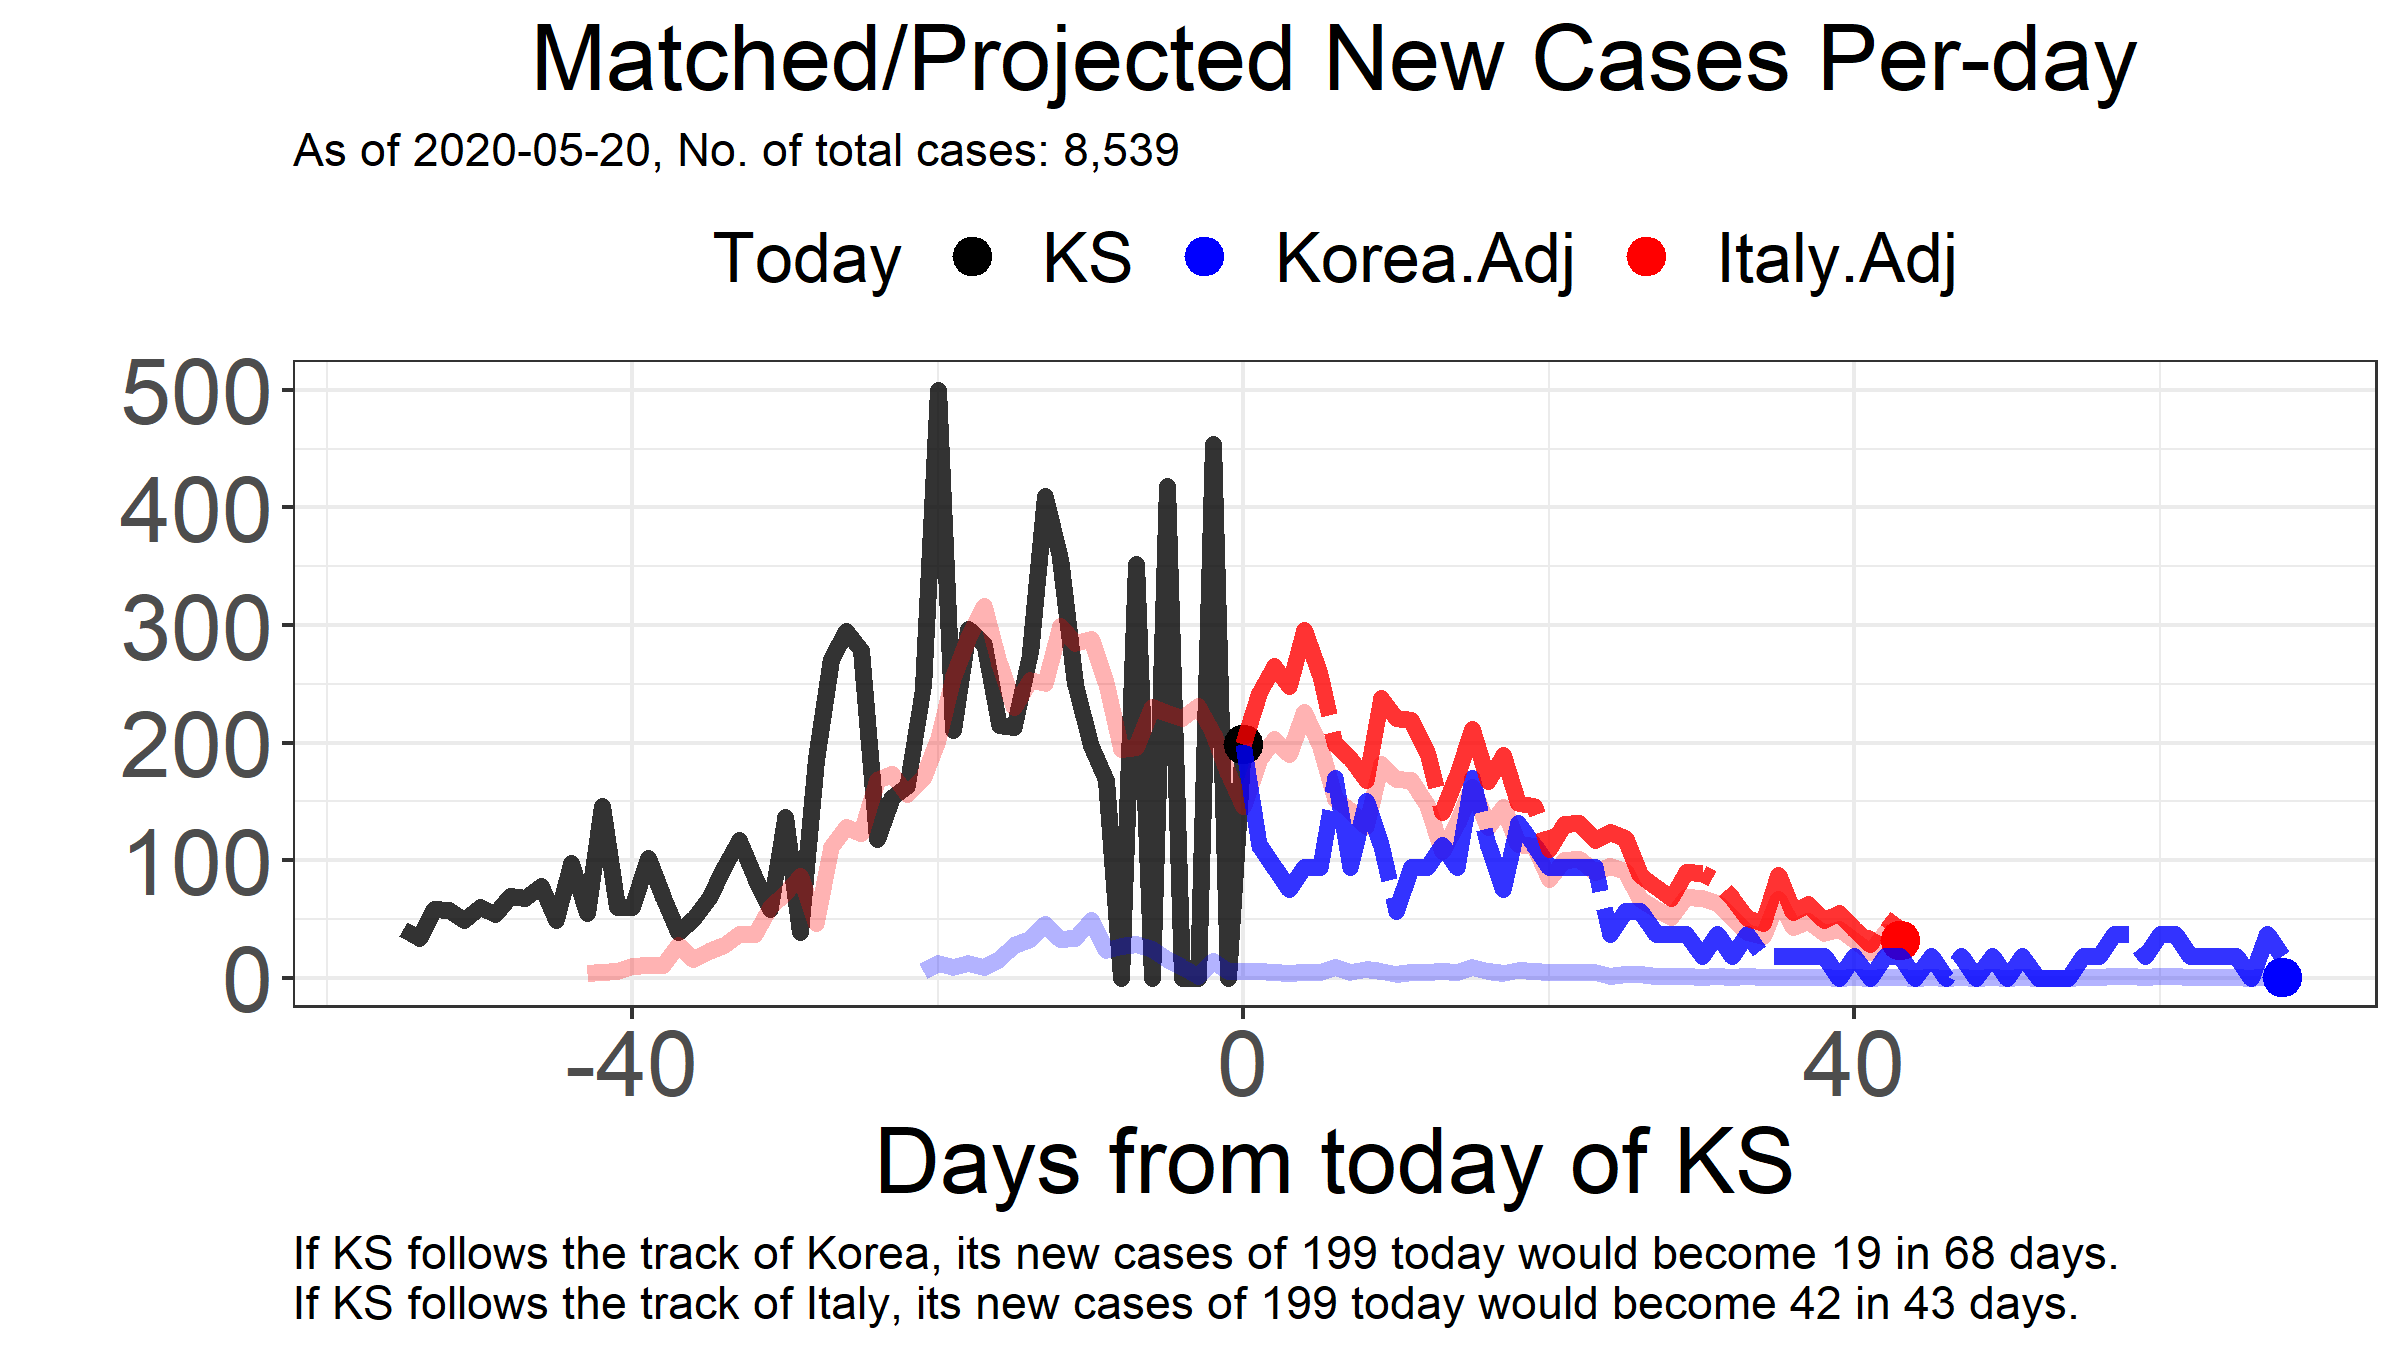 Matched/Projected New Cases Per-day
As of 2020-05-20, No. of total cases: 8,539
Today KS Korea.Adj Italy.Adj
500
400
300
200
100
0
-40 0 40
Days from today of KS
If KS follows the track of Korea, its new cases of 199 today would become 19 in 68 days.
If KS follows the track of Italy, its new cases of 199 today would become 42 in 43 days.